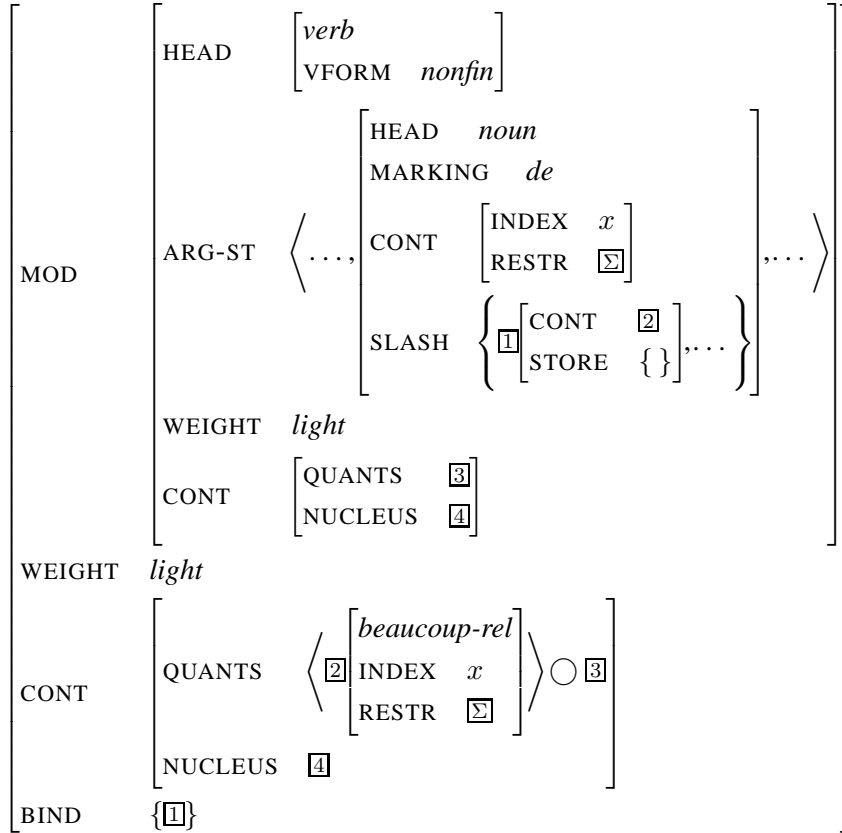 HEAD verb
VFORM nonfin
MOD ARG-ST ⟨ . . . , HEAD noun
MARKING de
CONT INDEX x
RESTR Σ
SLASH { 1 CONT 2
STORE { } , . . . } , . . . ⟩
WEIGHT light
CONT QUANTS 3
NUCLEUS 4
WEIGHT light
CONT QUANTS ⟨ 2 beaucoup-rel
INDEX x
RESTR Σ ⟩ ◯ 3
NUCLEUS 4
BIND { 1 }